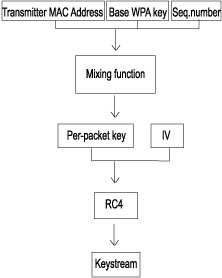 Transmitter MAC Address Base WPA key Seq.number
Mixing function
Per-packet key IV
RC4
Keystream